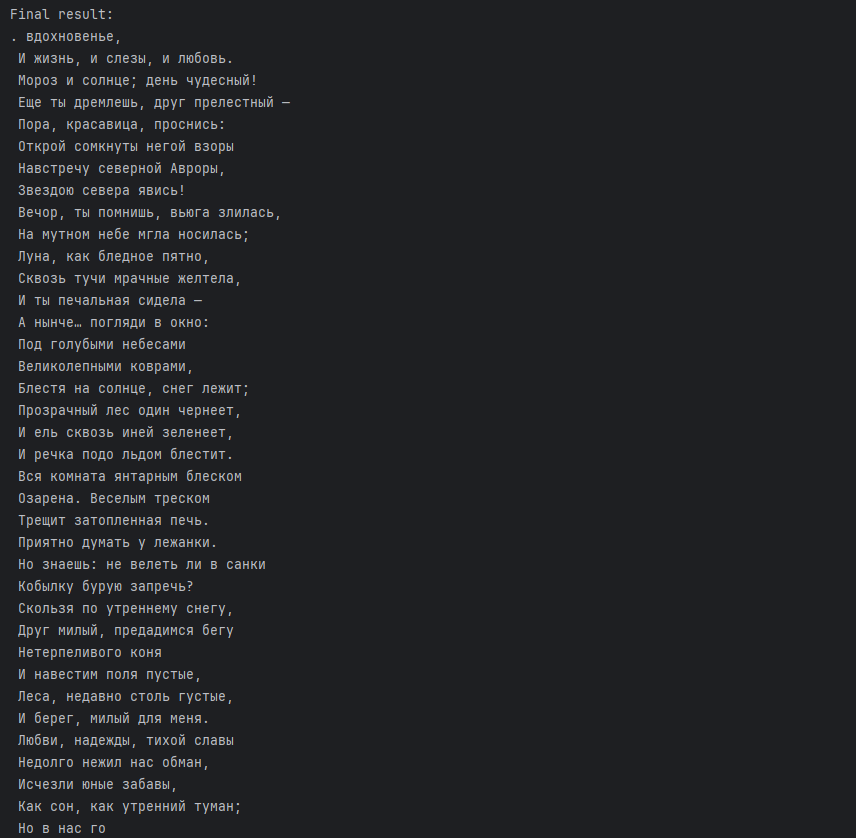 Final result:
. вдохновенье,
И жизнь, и слезы, и любовь.
Мороз и солнце; день чудесный!
Еще ты дремлешь, друг прелестный —
Пора, красавица, проснись:
Открой сомкнуты негой взоры
Навстречу северной Авроры,
Звездою севера явись!
Вечор, ты помнишь, вьюга злилась,
На мутном небе мгла носилась;
Луна, как бледное пятно,
Сквозь тучи мрачные желтела,
И ты печальная сидела —
А нынче… погляди в окно:
Под голубыми небесами
Великолепными коврами,
Блестя на солнце, снег лежит;
Прозрачный лес один чернеет,
И ель сквозь иней зеленеет,
И речка подо льдом блестит.
Вся комната янтарным блеском
Озарена. Веселым треском
Трещит затопленная печь.
Приятно думать у лежанки.
Но знаешь: не велеть ли в санки
Кобылку бурую запречь?
Скользя по утреннему снегу,
Друг милый, предадимся бегу
Нетерпеливого коня
И навестим поля пустые,
Леса, недавно столь густые,
И берег, милый для меня.
Любви, надежды, тихой славы
Недолго нежил нас обман,
Исчезли юные забавы,
Как сон, как утренний туман;
Но в нас го